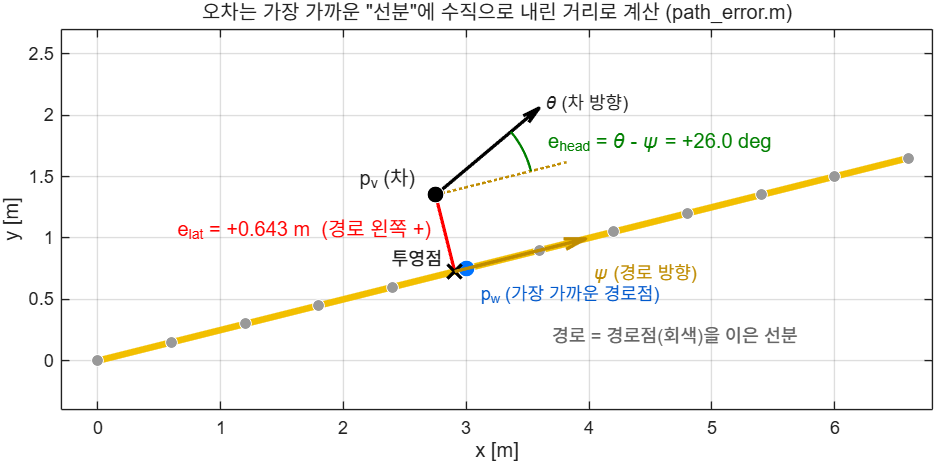 오차는 가장 가까운 "선분"에 수직으로 내린 거리로 계산 (path_error.m)
2.5
2
1.5
1
0.5
0
y [m]
θ (차 방향)
e_head = θ - ψ = +26.0 deg
p_v (차)
e_lat = +0.643 m (경로 왼쪽 +)
투영점
ψ (경로 방향)
p_w (가장 가까운 경로점)
경로 = 경로점(회색)을 이은 선분
0 1 2 3 4 5 6
x [m]